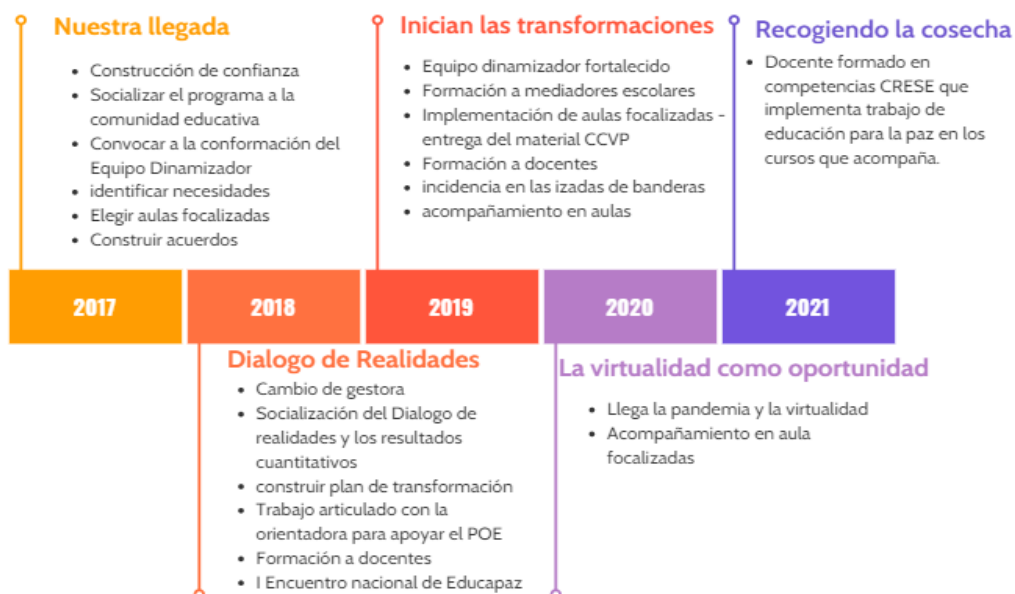 Nuestra llegada
• Construcción de confianza
• Socializar el programa a la
comunidad educativa
• Convocar a la conformación del
Equipo Dinamizador
• identificar necesidades
• Elegir aulas focalizadas
• Construir acuerdos
Inician las transformaciones
• Equipo dinamizador fortalecido
• Formación a mediadores escolares
• Implementación de aulas focalizadas -
entrega del material CCVP
• Formación a docentes
• incidencia en las izadas de banderas
• acompañamiento en aulas
Recogiendo la cosecha
• Docente formado en
competencias CRESE que
implementa trabajo de
educación para la paz en los
cursos que acompaña.
2017
2018
2019
2020
2021
Dialogo de Realidades
• Cambio de gestora
• Socialización del Dialogo de
realidades y los resultados
cuantitativos
• construir plan de transformación
• Trabajo articulado con la
orientadora para apoyar el POE
• Formación a docentes
• I Encuentro nacional de Educapaz
La virtualidad como oportunidad
• Llega la pandemia y la virtualidad
• Acompañamiento en aula
focalizadas